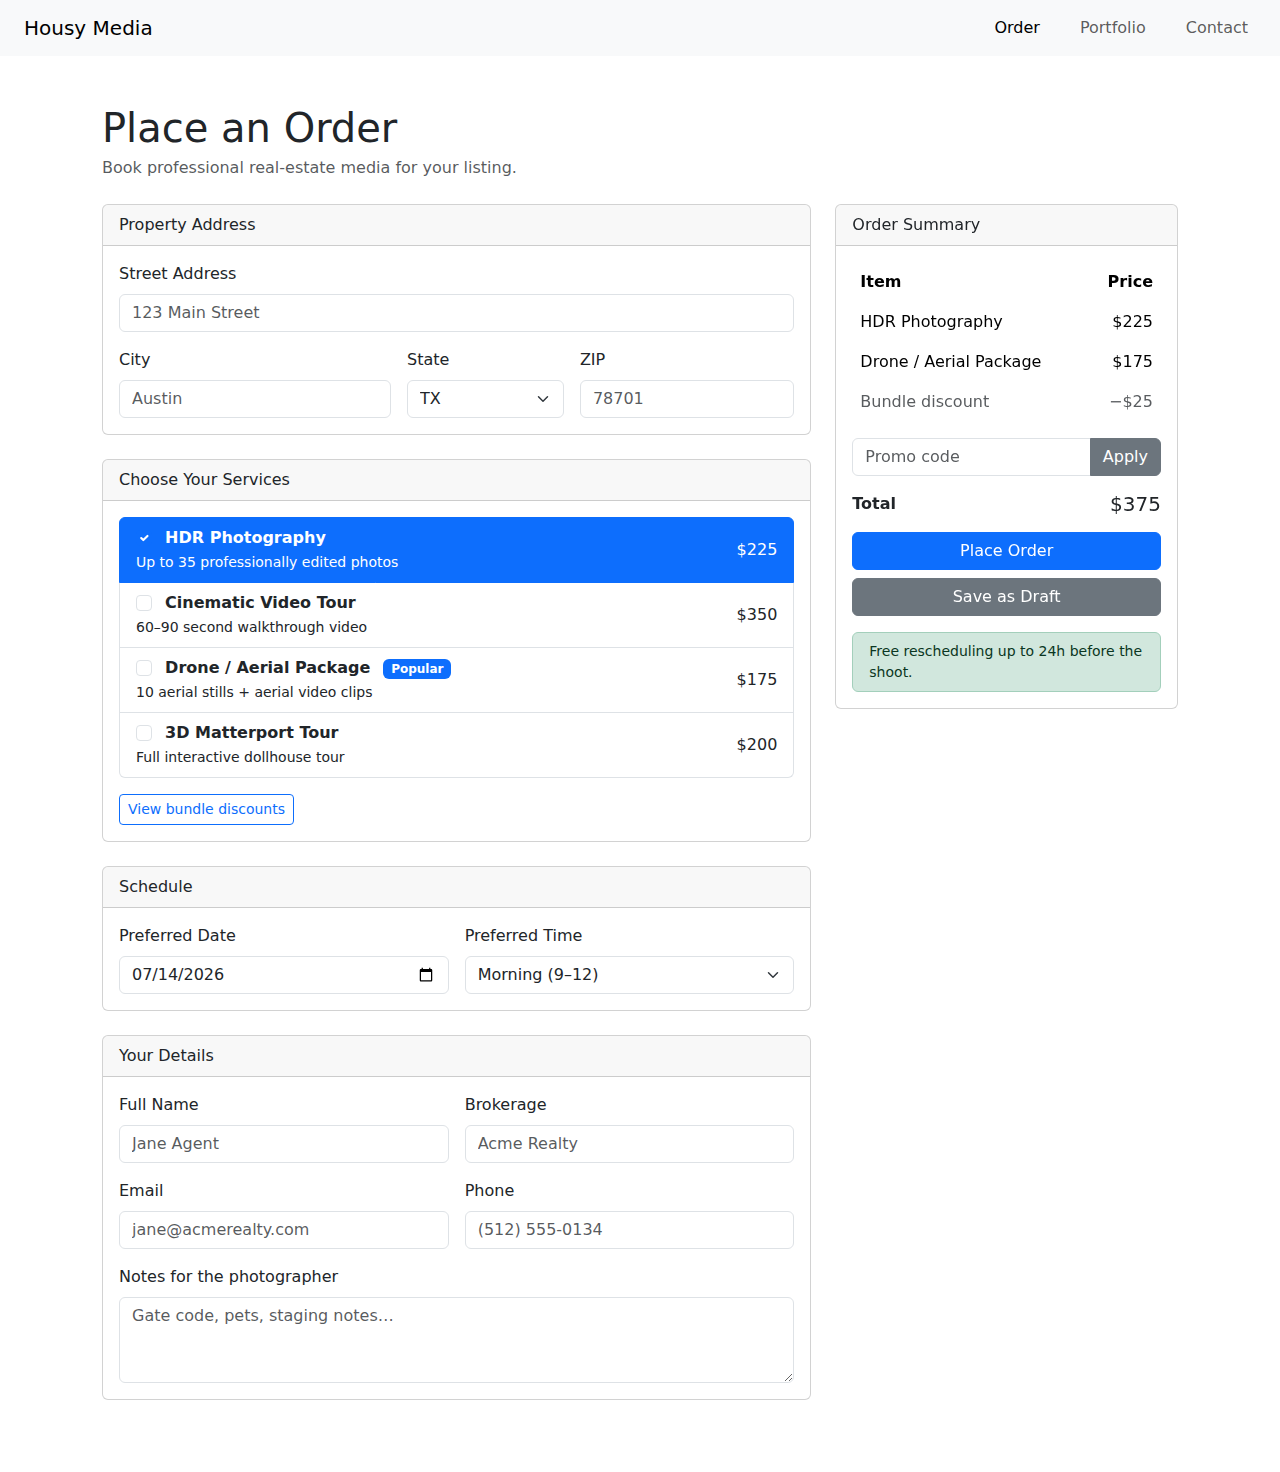 Housy Media
Order
Portfolio
Contact
Place an Order
Book professional real-estate media for your listing.
Property Address
Street Address
123 Main Street
City
State
ZIP
Austin
TX
78701
Choose Your Services
HDR Photography
Up to 35 professionally edited photos
$225
Cinematic Video Tour
60–90 second walkthrough video
$350
Drone / Aerial Package
Popular
10 aerial stills + aerial video clips
$175
3D Matterport Tour
Full interactive dollhouse tour
$200
View bundle discounts
Schedule
Preferred Date
Preferred Time
07/14/2026
Morning (9–12)
Your Details
Full Name
Brokerage
Jane Agent
Acme Realty
Email
Phone
jane@acmerealty.com
(512) 555-0134
Notes for the photographer
Gate code, pets, staging notes...
Order Summary
Item
Price
HDR Photography
$225
Drone / Aerial Package
$175
Bundle discount
−$25
Promo code
Apply
Total
$375
Place Order
Save as Draft
Free rescheduling up to 24h before the
shoot.